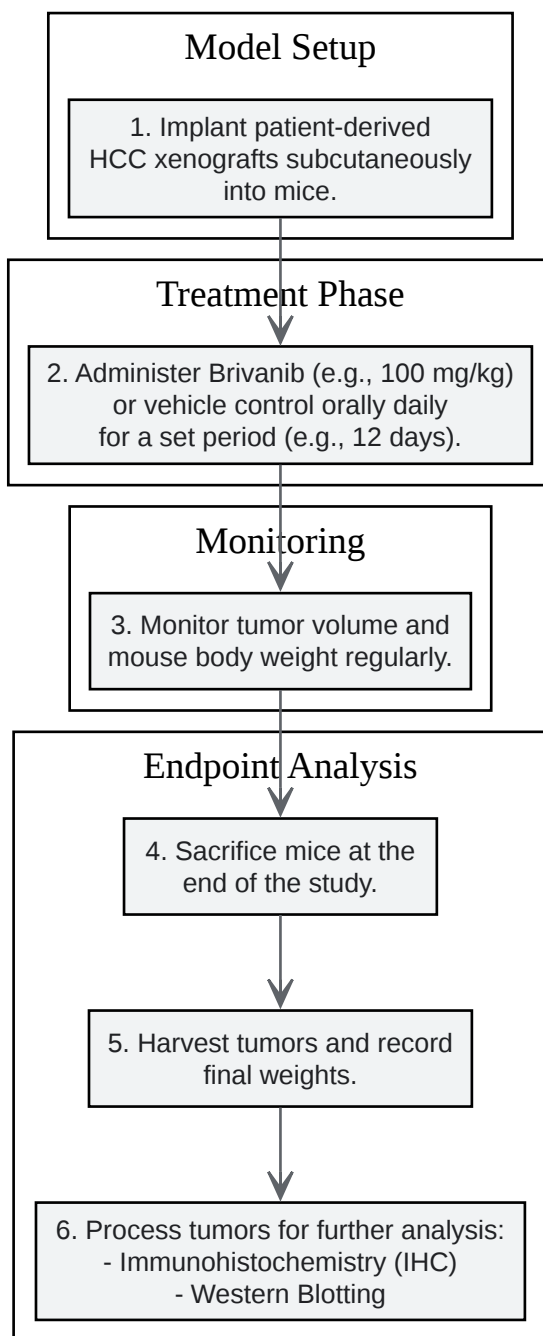 Model Setup
1. Implant patient-derived
HCC xenografts subcutaneously
into mice.
Treatment Phase
2. Administer Brivanib (e.g., 100 mg/kg)
or vehicle control orally daily
for a set period (e.g., 12 days).
Monitoring
3. Monitor tumor volume and
mouse body weight regularly.
Endpoint Analysis
4. Sacrifice mice at the
end of the study.
5. Harvest tumors and record
final weights.
6. Process tumors for further analysis:
- Immunohistochemistry (IHC)
- Western Blotting